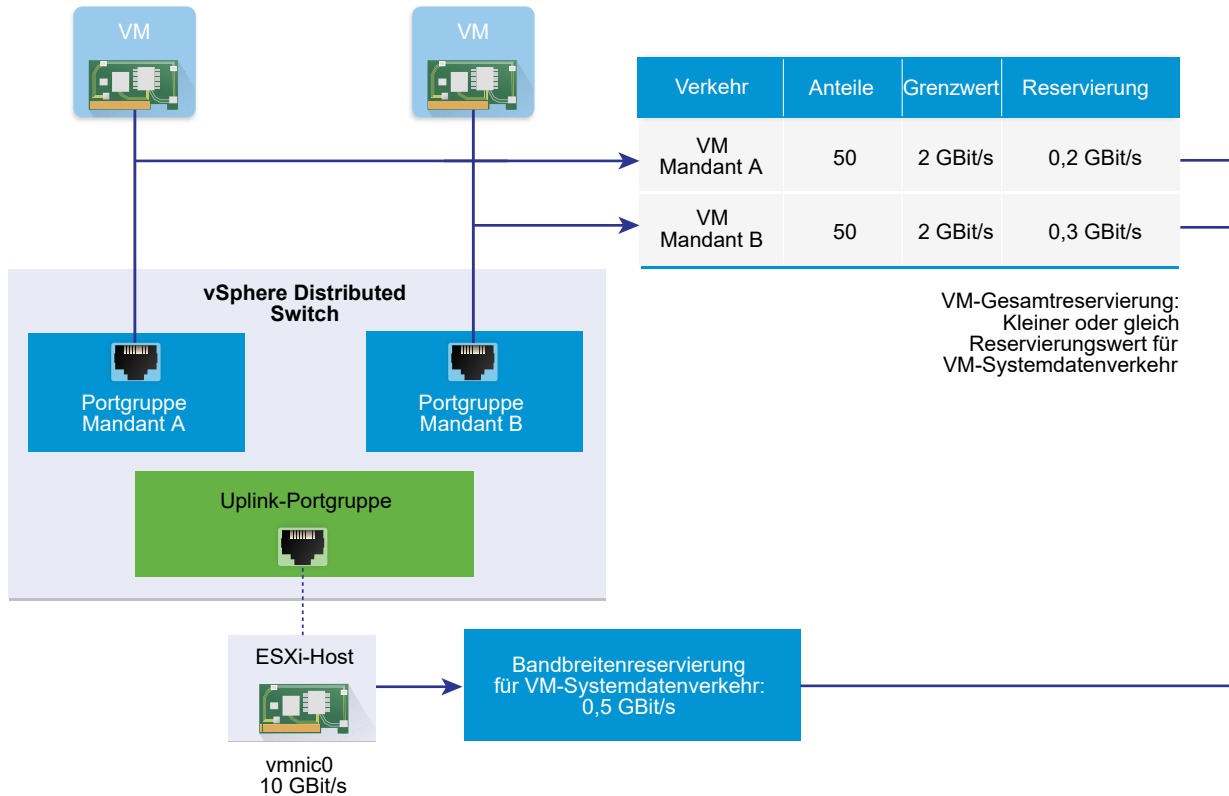 VM
VM
Verkehr Anteile Grenzwert Reservierung
VM
Mandant A
50 2 GBit/s 0,2 GBit/s
VM
Mandant B
50 2 GBit/s 0,3 GBit/s
VM-Gesamtreservierung:
Kleiner oder gleich
Reservierungswert für
VM-Systemdatenverkehr
vSphere Distributed
Switch
Portgruppe
Mandant A
Portgruppe
Mandant B
Uplink-Portgruppe
ESXi-Host
vmnic0
10 GBit/s
Bandbreitenreservierung
für VM-Systemdatenverkehr:
0,5 GBit/s